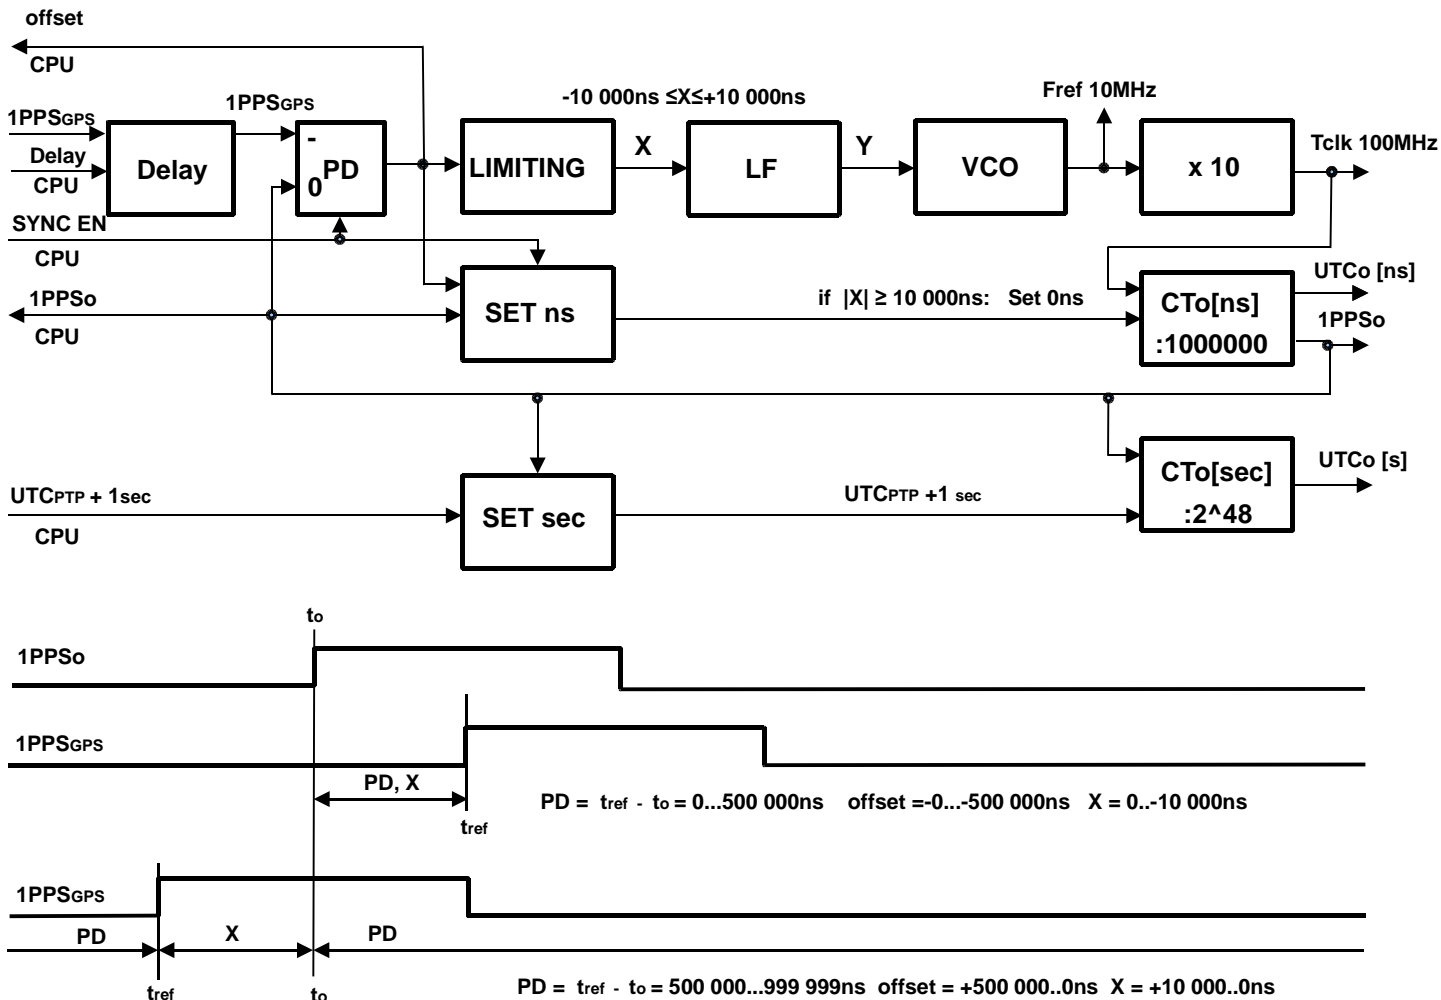 offset
CPU
1PPSGPS
Delay
CPU
SYNC EN
CPU
1PPSo
CPU
UTCPTP + 1sec
CPU
Delay
1PPSGPS
-
0
PD
-10 000ns ≤X≤+10 000ns
LIMITING
X
LF
Y
VCO
Fref 10MHz
x 10
Tclk 100MHz
SET ns
if |X| ≥ 10 000ns: Set 0ns
CTo[ns]
:1000000
UTCo [ns]
1PPSo
SET sec
UTCPTP +1 sec
CTo[sec]
:2^48
UTCo [s]
to
1PPSo
1PPSGPS
PD, X
tref
PD = tref - to = 0...500 000ns offset =-0...-500 000ns X = 0..-10 000ns
1PPSGPS
PD
X
PD
tref
to
PD = tref - to = 500 000...999 999ns offset = +500 000..0ns X = +10 000..0ns